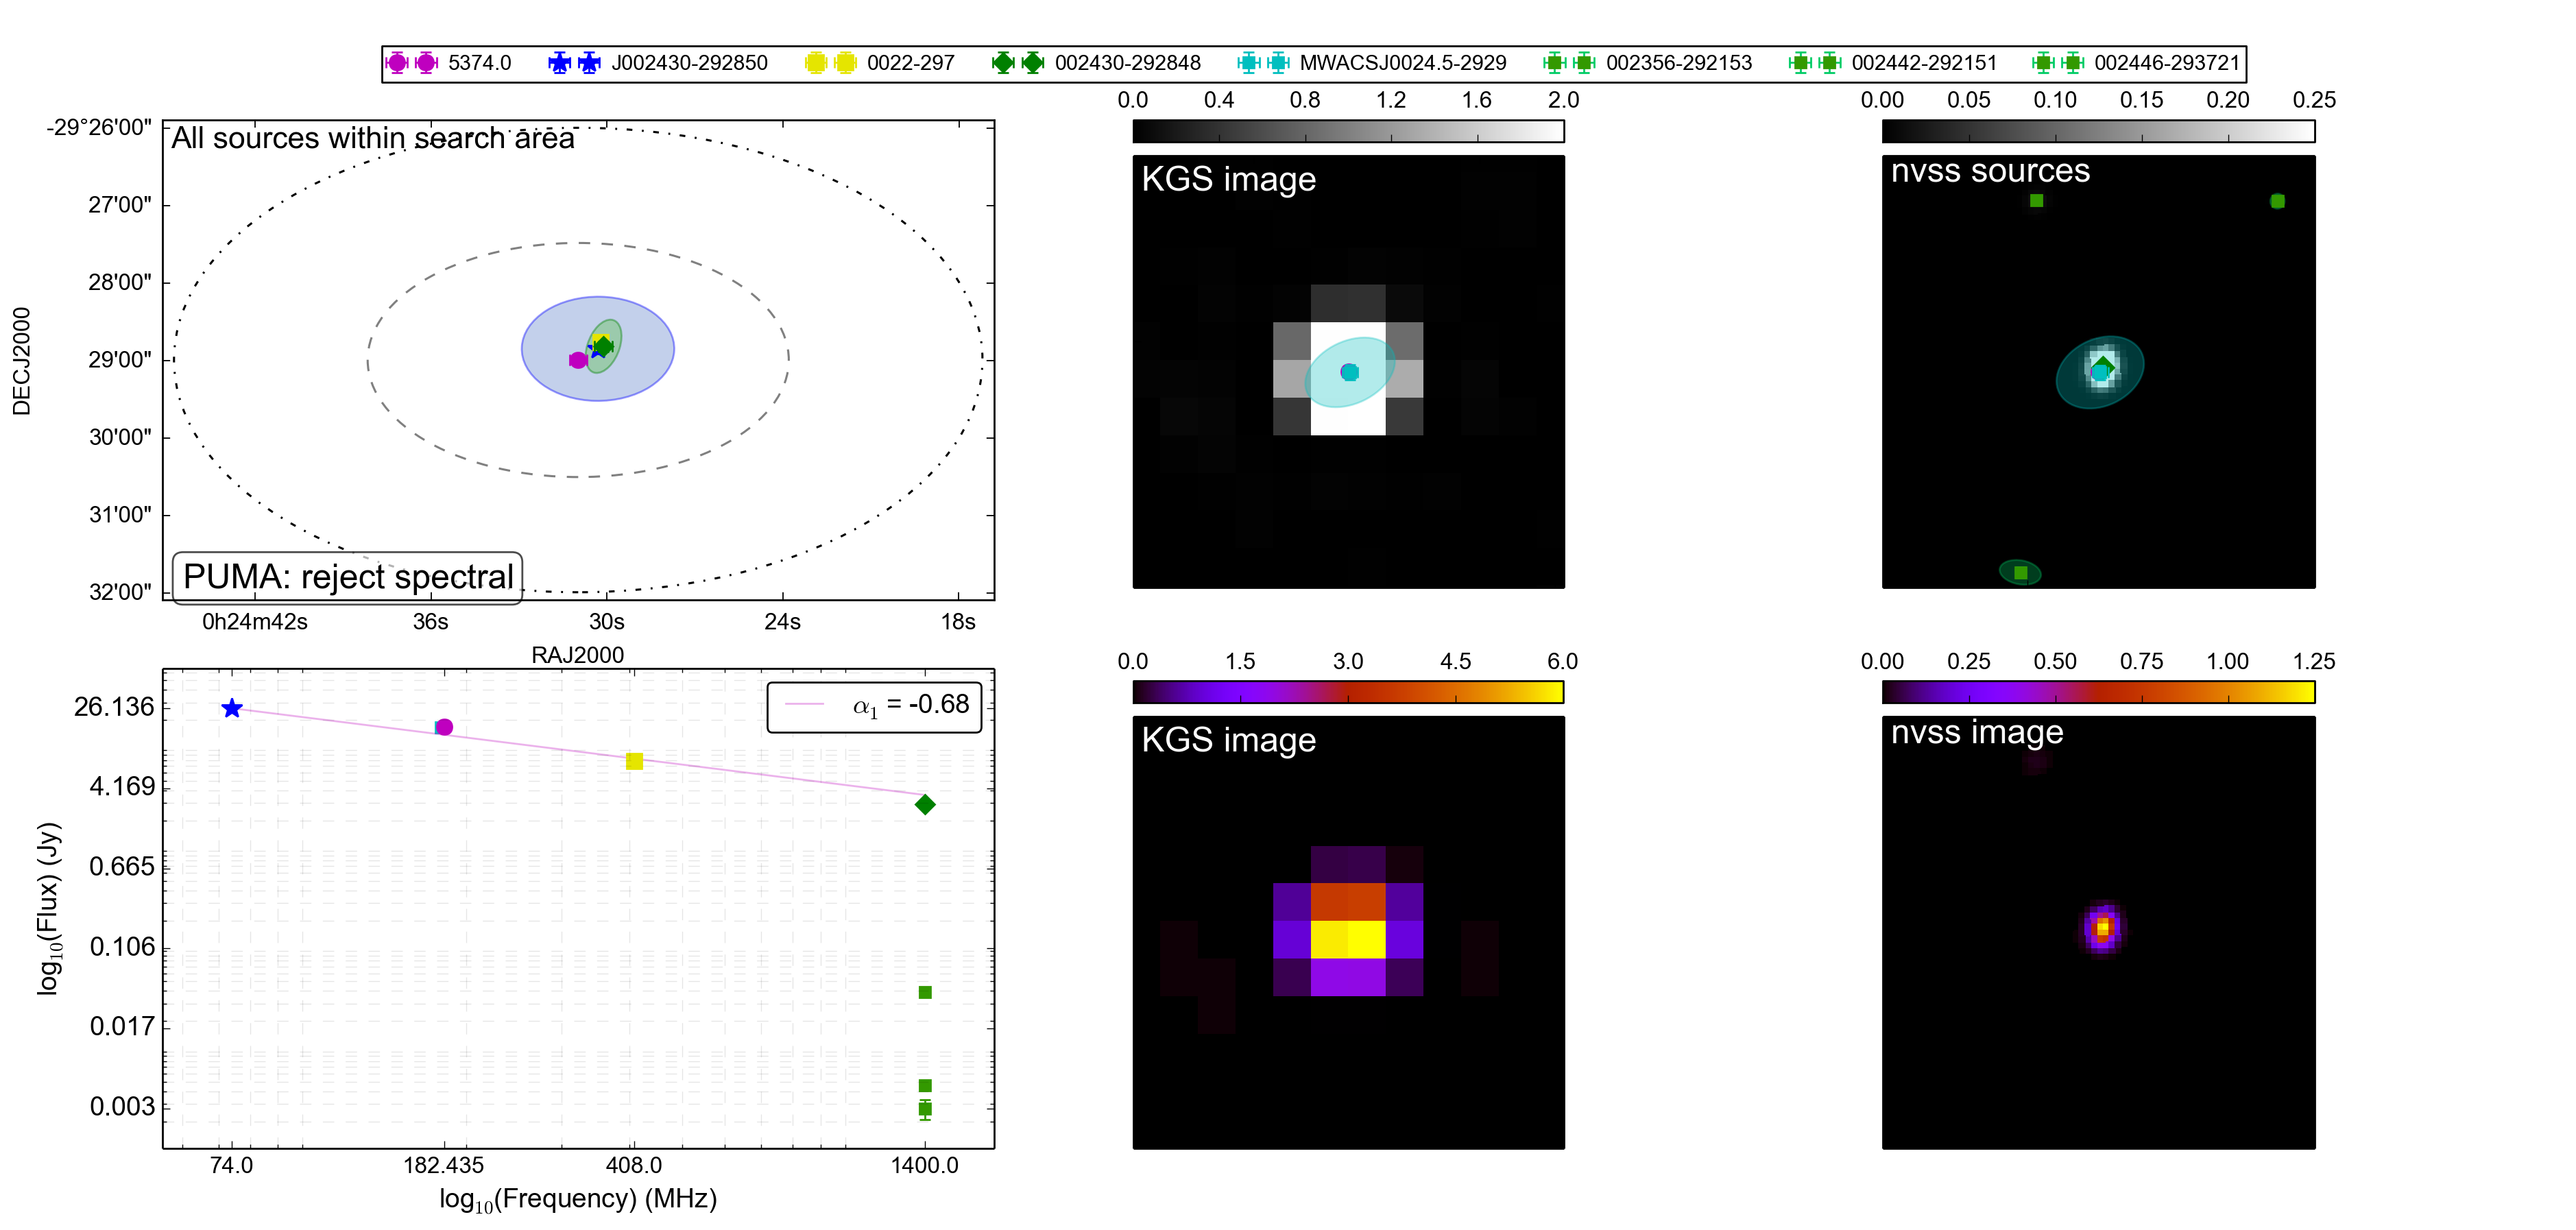 5374.0 J002430-292850 0022-297 002430-292848 MWACSJ0024.5-2929 002356-292153 002442-292151 002446-293721
All sources within search area
-29°26'00"
27'00"
28'00"
29'00"
30'00"
31'00"
32'00"
DECJ2000
PUMA: reject spectral
0h24m42s 36s 30s 24s 18s
RAJ2000
0.0 0.4 0.8 1.2 1.6 2.0
KGS image
0.00 0.05 0.10 0.15 0.20 0.25
nvss sources
α₁ = -0.68
26.136
4.169
0.665
0.106
0.017
0.003
log₁₀(Flux) (Jy)
74.0 182.435 408.0 1400.0
log₁₀(Frequency) (MHz)
0.0 1.5 3.0 4.5 6.0
KGS image
0.00 0.25 0.50 0.75 1.00 1.25
nvss image